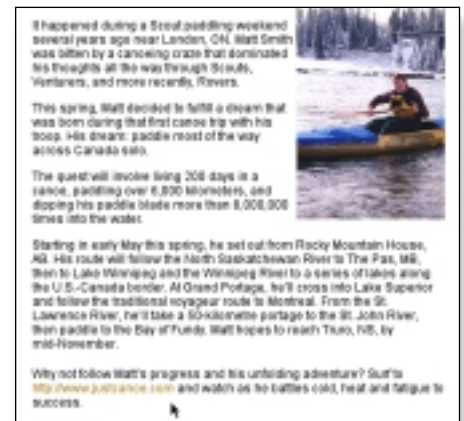 It happened during a Scout paddling weekend
several years ago near London, ON. Matt Smith
was bitten by a canoeing craze that dominated
his thoughts all the way through Scouts,
Venturers, and more recently, Rovers.
This spring, Matt decided to fulfill a dream that
was born during that first canoe trip with his
troop. His dream: paddle most of the way
across Canada solo.
The quest will involve living 200 days in a
canoe, paddling over 6,000 kilometers, and
dipping his paddle blade more than 8,000,000
times into the water.
Starting in early May this spring, he set out from Rocky Mountain House,
AB. His route will follow the North Saskatchewan River to The Pas, MB,
then to Lake Winnipeg and the Winnipeg River to a series of lakes along
the U.S.-Canada border. At Grand Portage, he'll cross into Lake Superior
and follow the traditional voyageur route to Montreal. From the St.
Lawrence River, he'll take a 50-kilometre portage to the St. John River,
then paddle to the Bay of Fundy. Matt hopes to reach Truro, NS, by
mid-November.
Why not follow Matt's progress and his unfolding adventure? Surf to
and watch as he battles cold, heat and fatigue to
success.